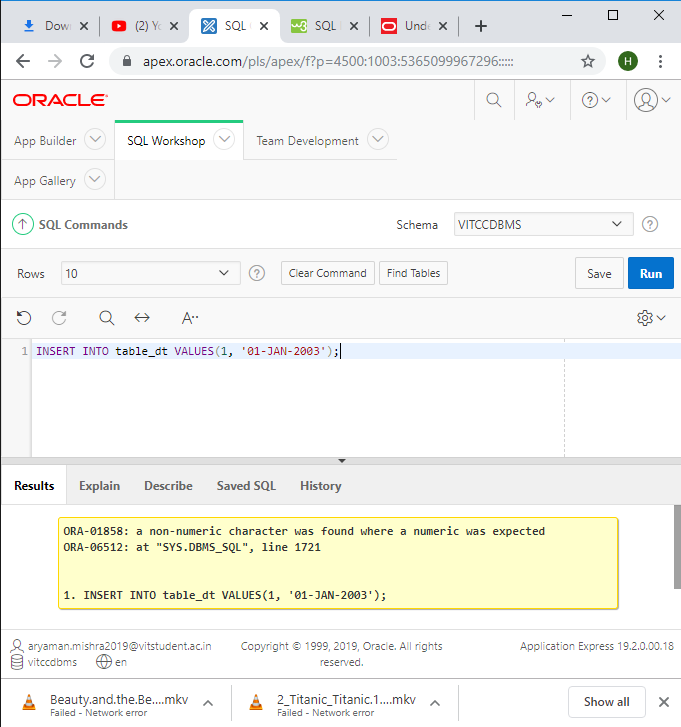 Down
(2) Yo
SQL
SQL
Unde
apex.oracle.com/pls/apex/f?p=4500:1003:5365099967296:::::
H
ORACLE
App Builder
SQL Workshop
Team Development
App Gallery
SQL Commands
Schema
VITCCDBMS
Rows
10
Clear Command
Find Tables
Save
Run
A
1 INSERT INTO table_dt VALUES(1, '01-JAN-2003');
Results
Explain
Describe
Saved SQL
History
ORA-01858: a non-numeric character was found where a numeric was expected
ORA-06512: at "SYS.DBMS_SQL", line 1721
1. INSERT INTO table_dt VALUES(1, '01-JAN-2003');
aryaman.mishra2019@vitstudent.ac.in
vitccdbms
en
Copyright © 1999, 2019, Oracle. All rights
reserved.
Application Express 19.2.0.00.18
Beauty.and.the.Be....mkv
Failed - Network error
2_Titanic_Titanic.1....mkv
Failed - Network error
Show all